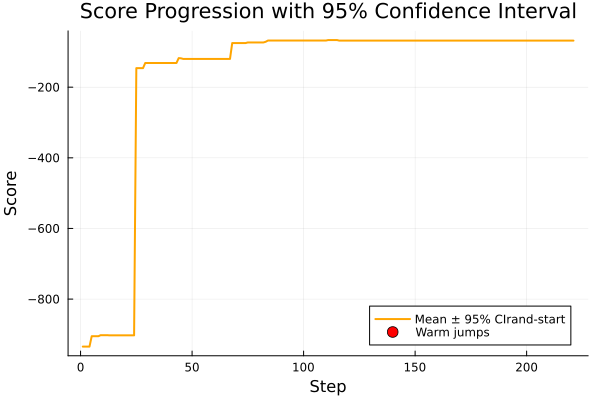 Score Progression with 95% Confidence Interval
Score
−200
−400
−600
−800
Mean ± 95% CIrand-start
Warm jumps
0 50 100 150 200
Step